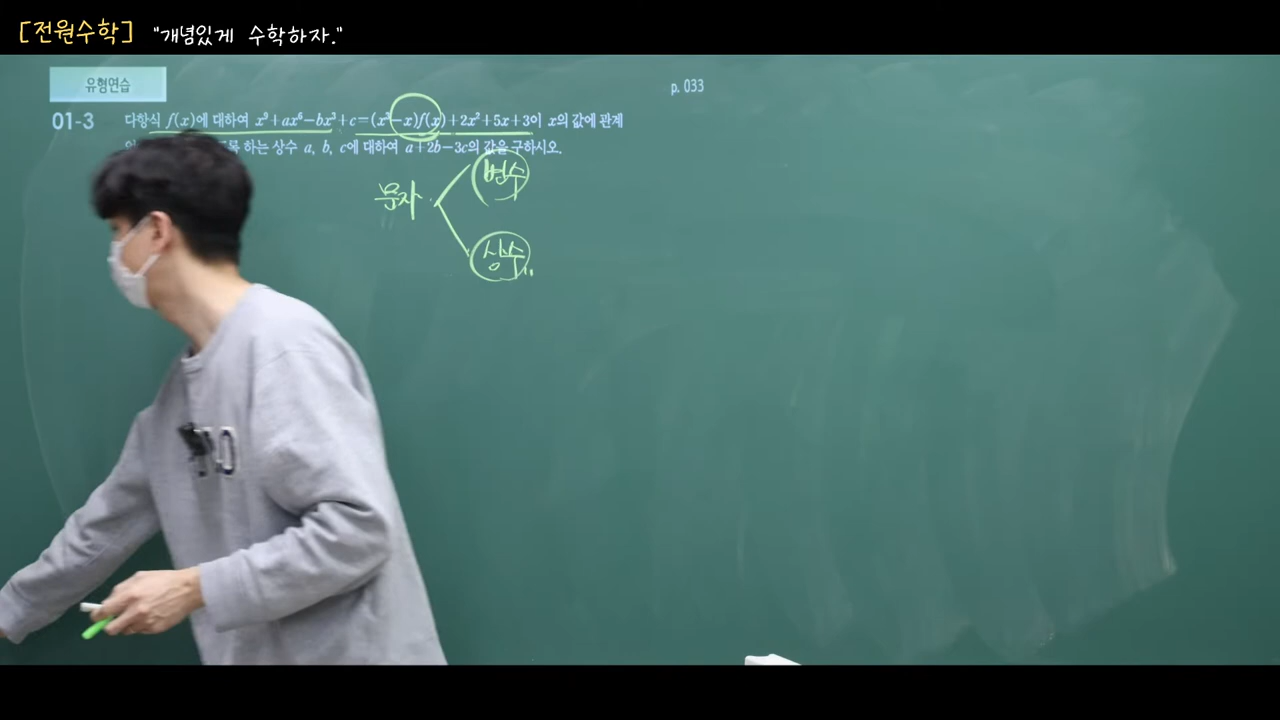 [전원수학] "개념있게 수학하자."
유형연습
p. 033
01-3 다항식 f(x)에 대하여 x⁹+ax⁶-bx³+c=(x³-x)f(x)+2x²+5x+3이 x의 값에 관계
하는 상수 a, b, c에 대하여 a+2b-3c의 값을 구하시오.
문자
변수
상수